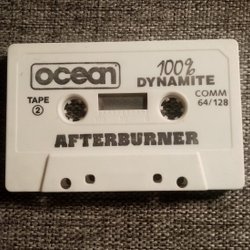 ocean
100%
DYNAMITE
TAPE
2
COMM
64/128
AFTERBURNER